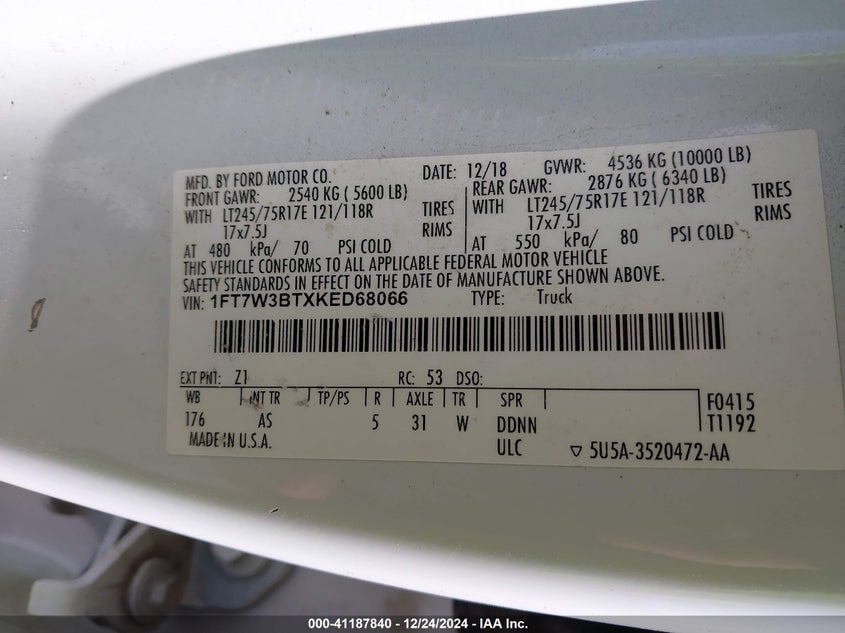 MFD. BY FORD MOTOR CO. DATE: 12/18 GVWR: 4536 KG (10000 LB)
FRONT GAWR: 2540 KG ( 5600 LB) REAR GAWR: 2876 KG ( 6340 LB)
WITH LT245/75R17E 121/118R TIRES WITH LT245/75R17E 121/118R TIRES
17x7.5J RIMS 17x7.5J RIMS
AT 480 kPa/ 70 PSI COLD AT 550 kPa/ 80 PSI COLD
THIS VEHICLE CONFORMS TO ALL APPLICABLE FEDERAL MOTOR VEHICLE
SAFETY STANDARDS IN EFFECT ON THE DATE OF MANUFACTURE SHOWN ABOVE.
VIN: 1FT7W3BTXKED68066 TYPE: Truck
EXT PNT: Z1 RC: 53 DSO:
WB INT TR TP/PS R AXLE TR SPR F0415
176 AS 5 31 W DDNN T1192
MADE IN U.S.A. ULC ▽ 5U5A-3520472-AA
000-41187840 - 12/24/2024 - IAA Inc.